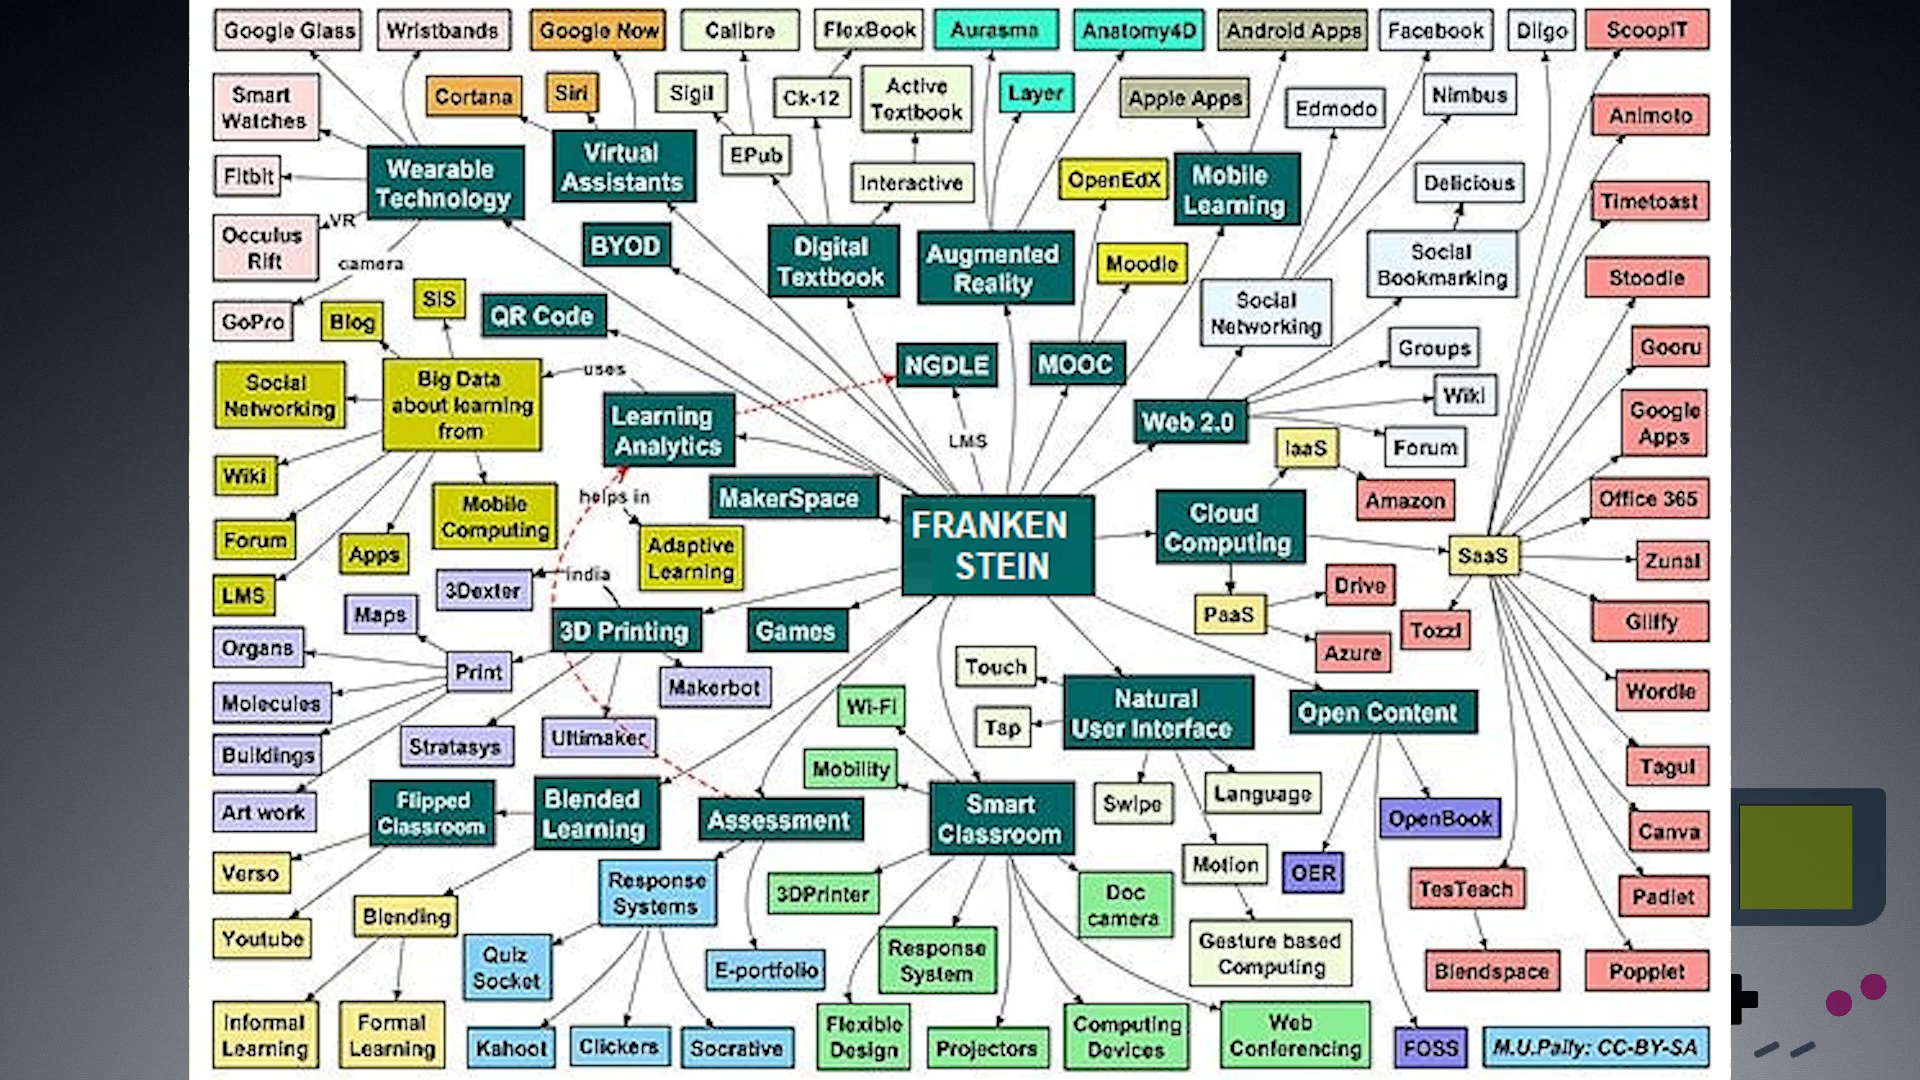 Google Glass
Wristbands
Google Now
Calibre
FlexBook
Aurasma
Anatomy4D
Android Apps
Facebook
Diigo
ScoopIT
Smart
Watches
Cortana
Siri
Sigil
Ck-12
Active
Textbook
Layer
Apple Apps
Edmodo
Nimbus
Animoto
Wearable
Technology
Virtual
Assistants
EPub
Interactive
OpenEdX
Mobile
Learning
Delicious
Timetoast
Fitbit
VR
Occulus
Rift
camera
GoPro
BYOD
Digital
Textbook
Augmented
Reality
Moodle
Social
Networking
Social
Bookmarking
Stoodle
SIS
Blog
QR Code
NGDLE
MOOC
Groups
Gooru
Social
Networking
Big Data
about learning
from
uses
Learning
Analytics
LMS
Web 2.0
Wiki
Forum
Google
Apps
IaaS
Amazon
Office 365
Wiki
Mobile
Computing
helps in
MakerSpace
FRANKEN
STEIN
Cloud
Computing
SaaS
Zunal
Forum
Apps
Adaptive
Learning
LMS
3Dexter
india
Maps
3D Printing
Games
PaaS
Drive
Azure
Tozzl
Gliffy
Organs
Print
Makerbot
Touch
Natural
User Interface
Open Content
Wordle
Molecules
Wi-Fi
Tap
Buildings
Stratasys
Ultimaker
Mobility
Swipe
Language
Tagul
Art work
Flipped
Classroom
Blended
Learning
Assessment
Smart
Classroom
OpenBook
Canva
Verso
Response
Systems
3DPrinter
Doc
camera
Motion
OER
TesTeach
Padlet
Youtube
Blending
Quiz
Socket
E-portfolio
Response
System
Gesture based
Computing
Blendspace
Popplet
Informal
Learning
Formal
Learning
Kahoot
Clickers
Socrative
Flexible
Design
Projectors
Computing
Devices
Web
Conferencing
FOSS
M.U.Pally: CC-BY-SA